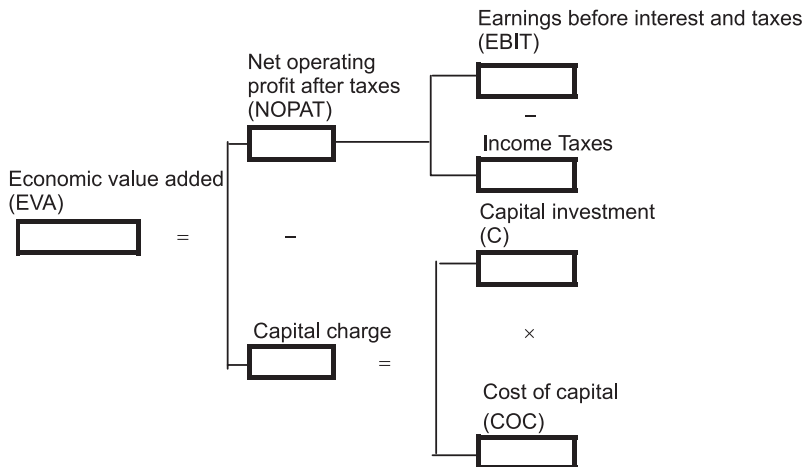 Earnings before interest and taxes
(EBIT)
Net operating
profit after taxes
(NOPAT)
–
Income Taxes
Economic value added
(EVA)
=
–
Capital investment
(C)
Capital charge
=
×
Cost of capital
(COC)